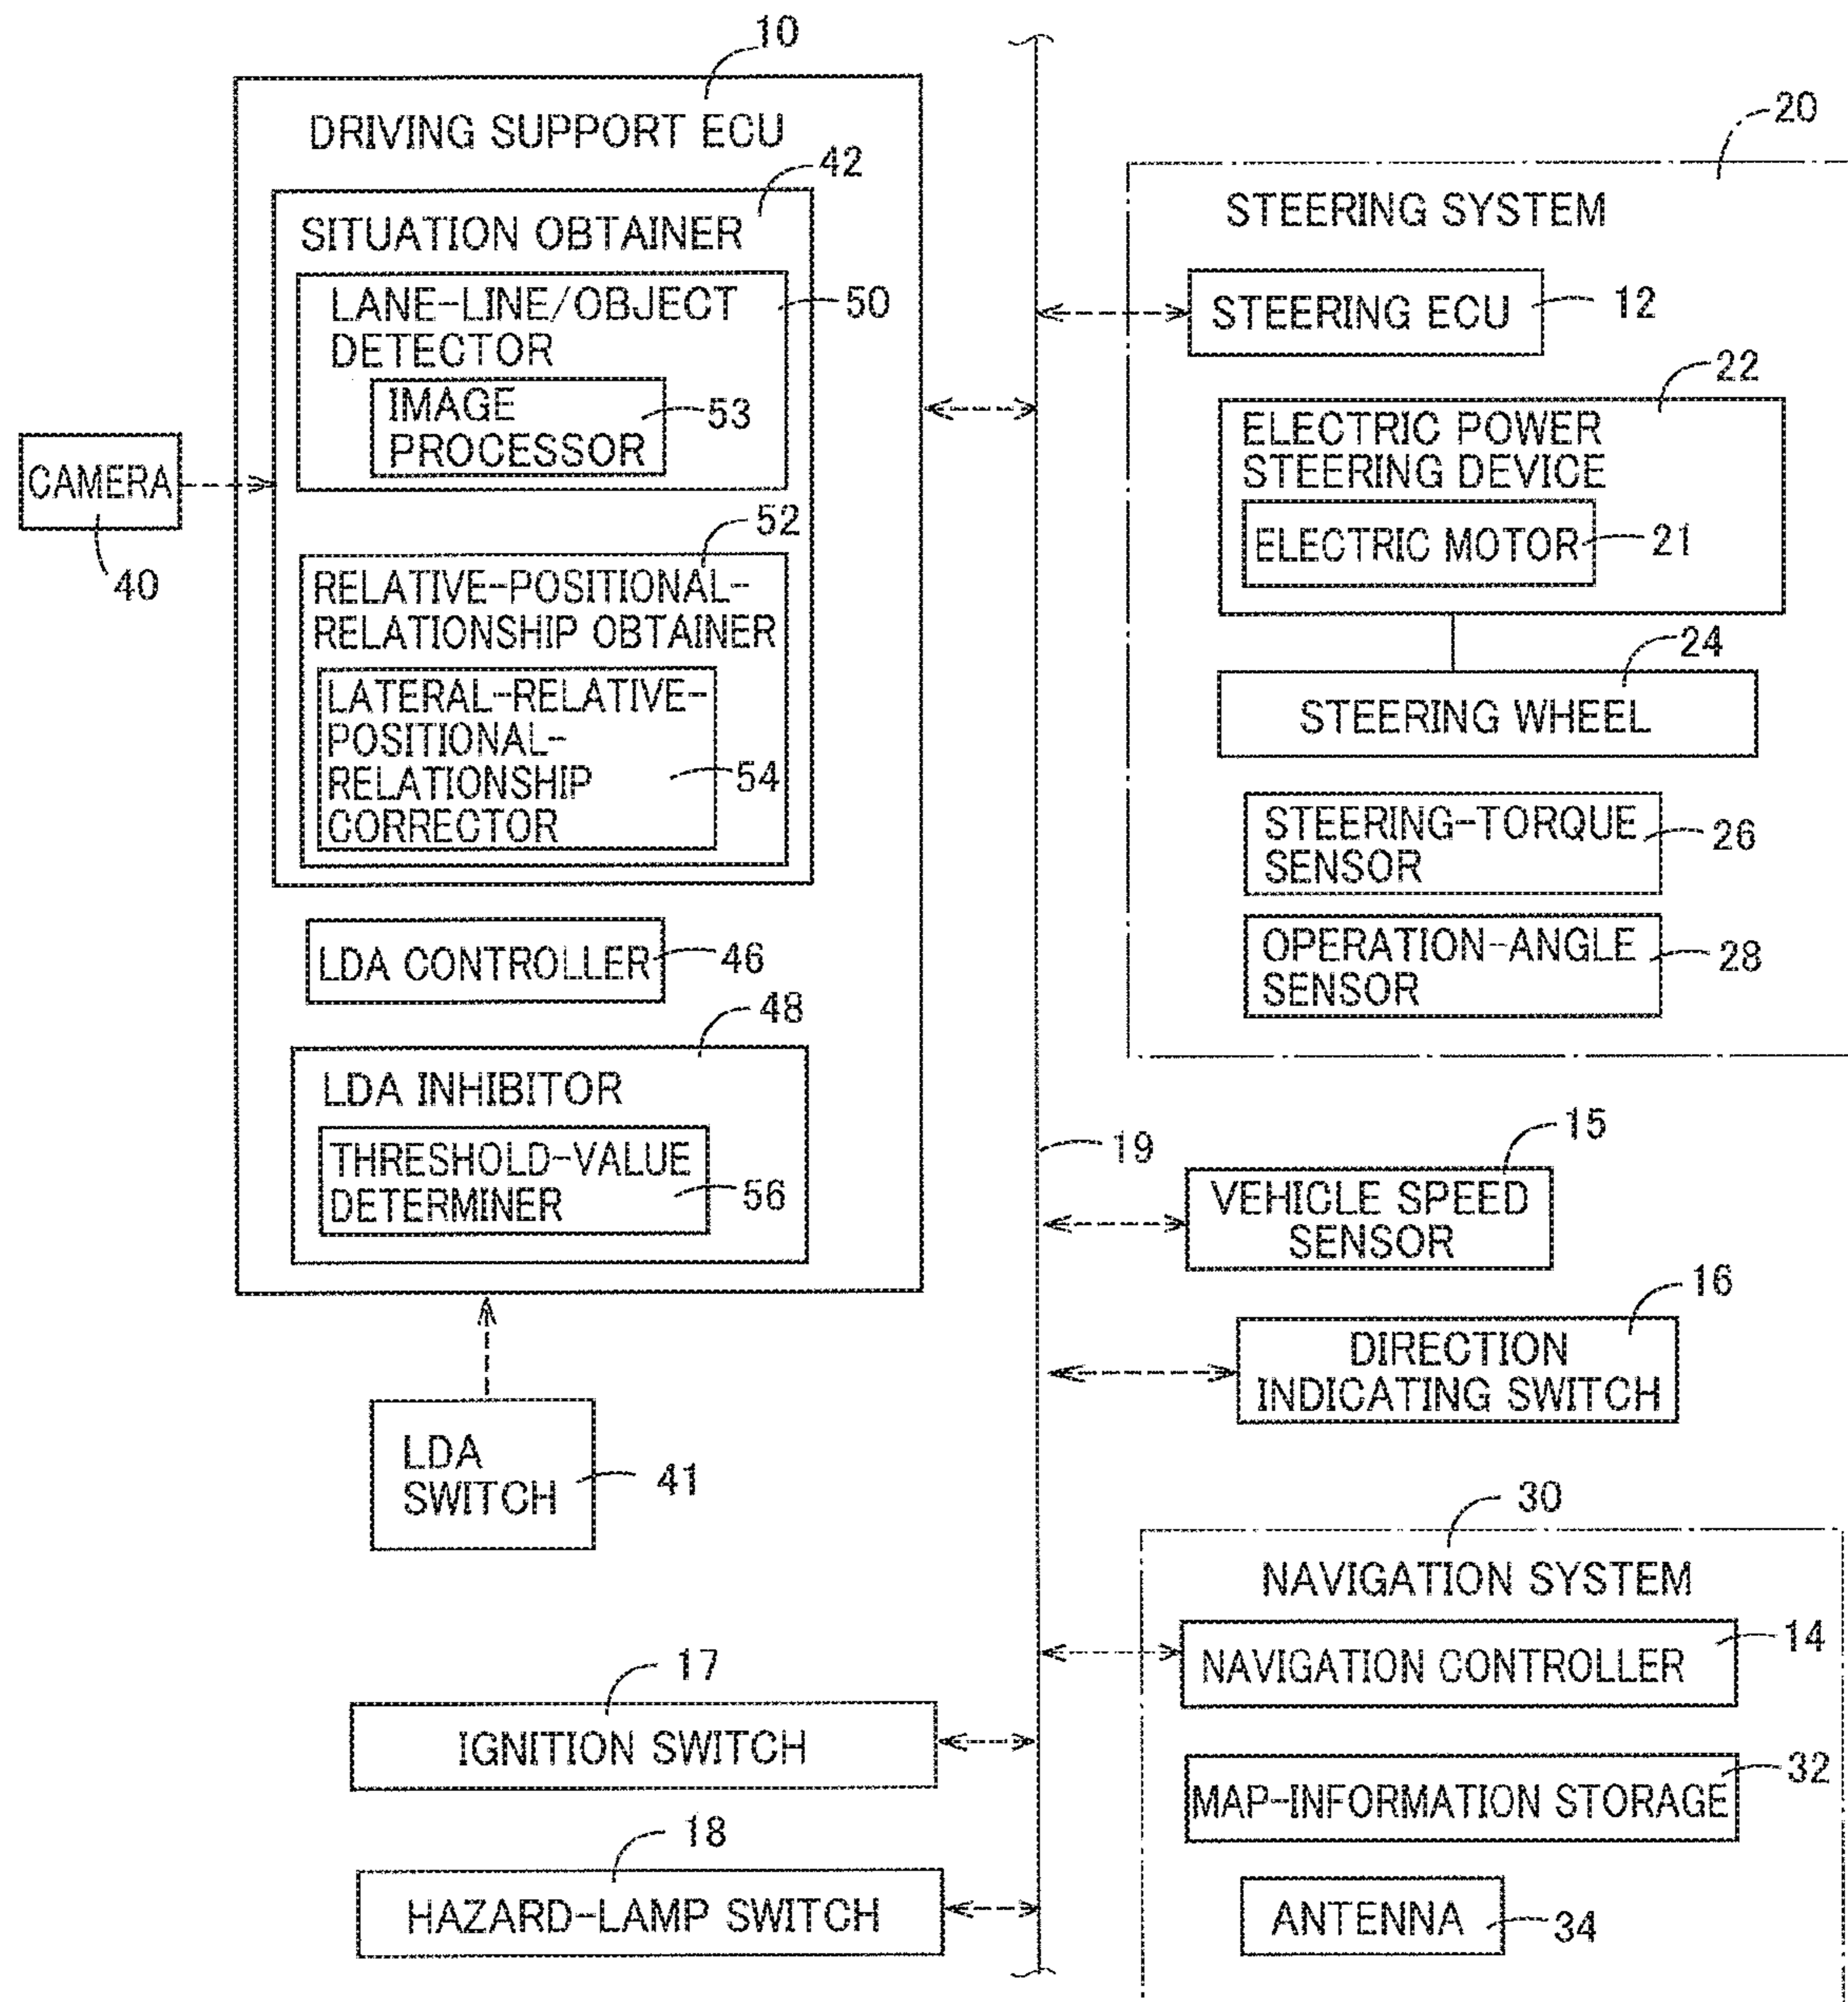 10
DRIVING SUPPORT ECU
42
SITUATION OBTAINER
LANE-LINE/OBJECT
DETECTOR
50
IMAGE
PROCESSOR
53
CAMERA
40
52
RELATIVE-POSITIONAL-
RELATIONSHIP OBTAINER
LATERAL-RELATIVE-
POSITIONAL-
RELATIONSHIP
CORRECTOR
54
LDA CONTROLLER
46
48
LDA INHIBITOR
THRESHOLD-VALUE
DETERMINER
56
LDA
SWITCH
41
17
IGNITION SWITCH
18
HAZARD-LAMP SWITCH
19
20
STEERING SYSTEM
STEERING ECU
12
22
ELECTRIC POWER
STEERING DEVICE
ELECTRIC MOTOR
21
24
STEERING WHEEL
STEERING-TORQUE
SENSOR
26
OPERATION-ANGLE
SENSOR
28
15
VEHICLE SPEED
SENSOR
16
DIRECTION
INDICATING SWITCH
30
NAVIGATION SYSTEM
NAVIGATION CONTROLLER
14
MAP-INFORMATION STORAGE
32
ANTENNA
34